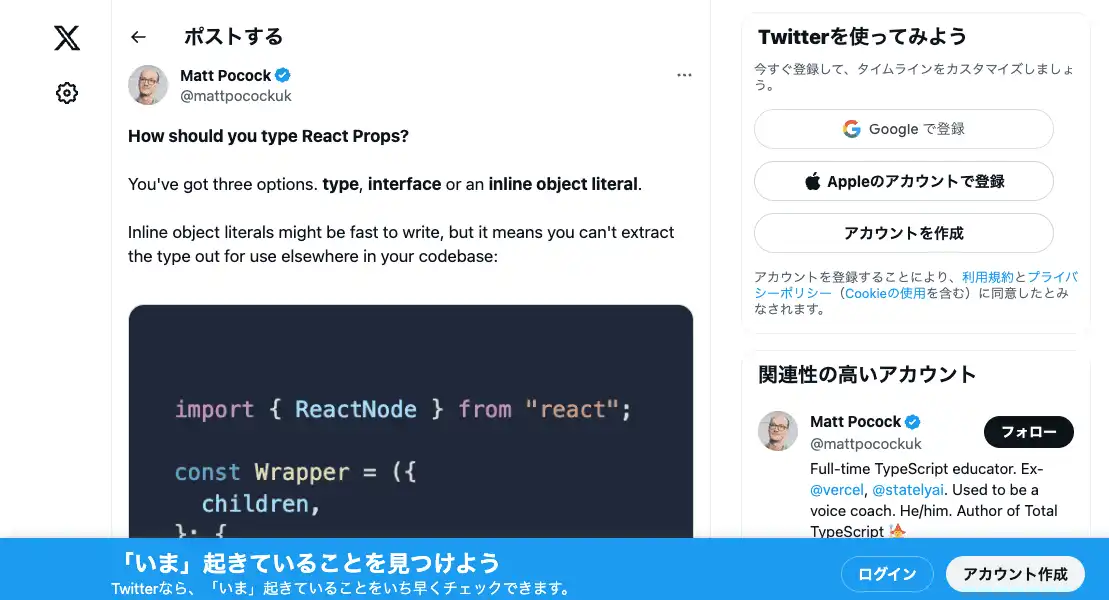 ポストする
Matt Pocock
@mattpocockuk
How should you type React Props?
You've got three options. type, interface or an inline object literal.
Inline object literals might be fast to write, but it means you can't extract
the type out for use elsewhere in your codebase:
import { ReactNode } from "react";
const Wrapper = ({
children,
}: {
Twitterを使ってみよう
今すぐ登録して、タイムラインをカスタマイズしましょ
う。
Google で登録
Appleのアカウントで登録
アカウントを作成
アカウントを登録することにより、利用規約とプライバ
シーポリシー（Cookieの使用を含む）に同意したとみ
なされます。
関連性の高いアカウント
Matt Pocock
@mattpocockuk
フォロー
Full-time TypeScript educator. Ex-
@vercel, @statelyai. Used to be a
voice coach. He/him. Author of Total
TypeScript
「いま」起きていることを見つけよう
Twitterなら、「いま」起きていることをいち早くチェックできます。
ログイン
アカウント作成